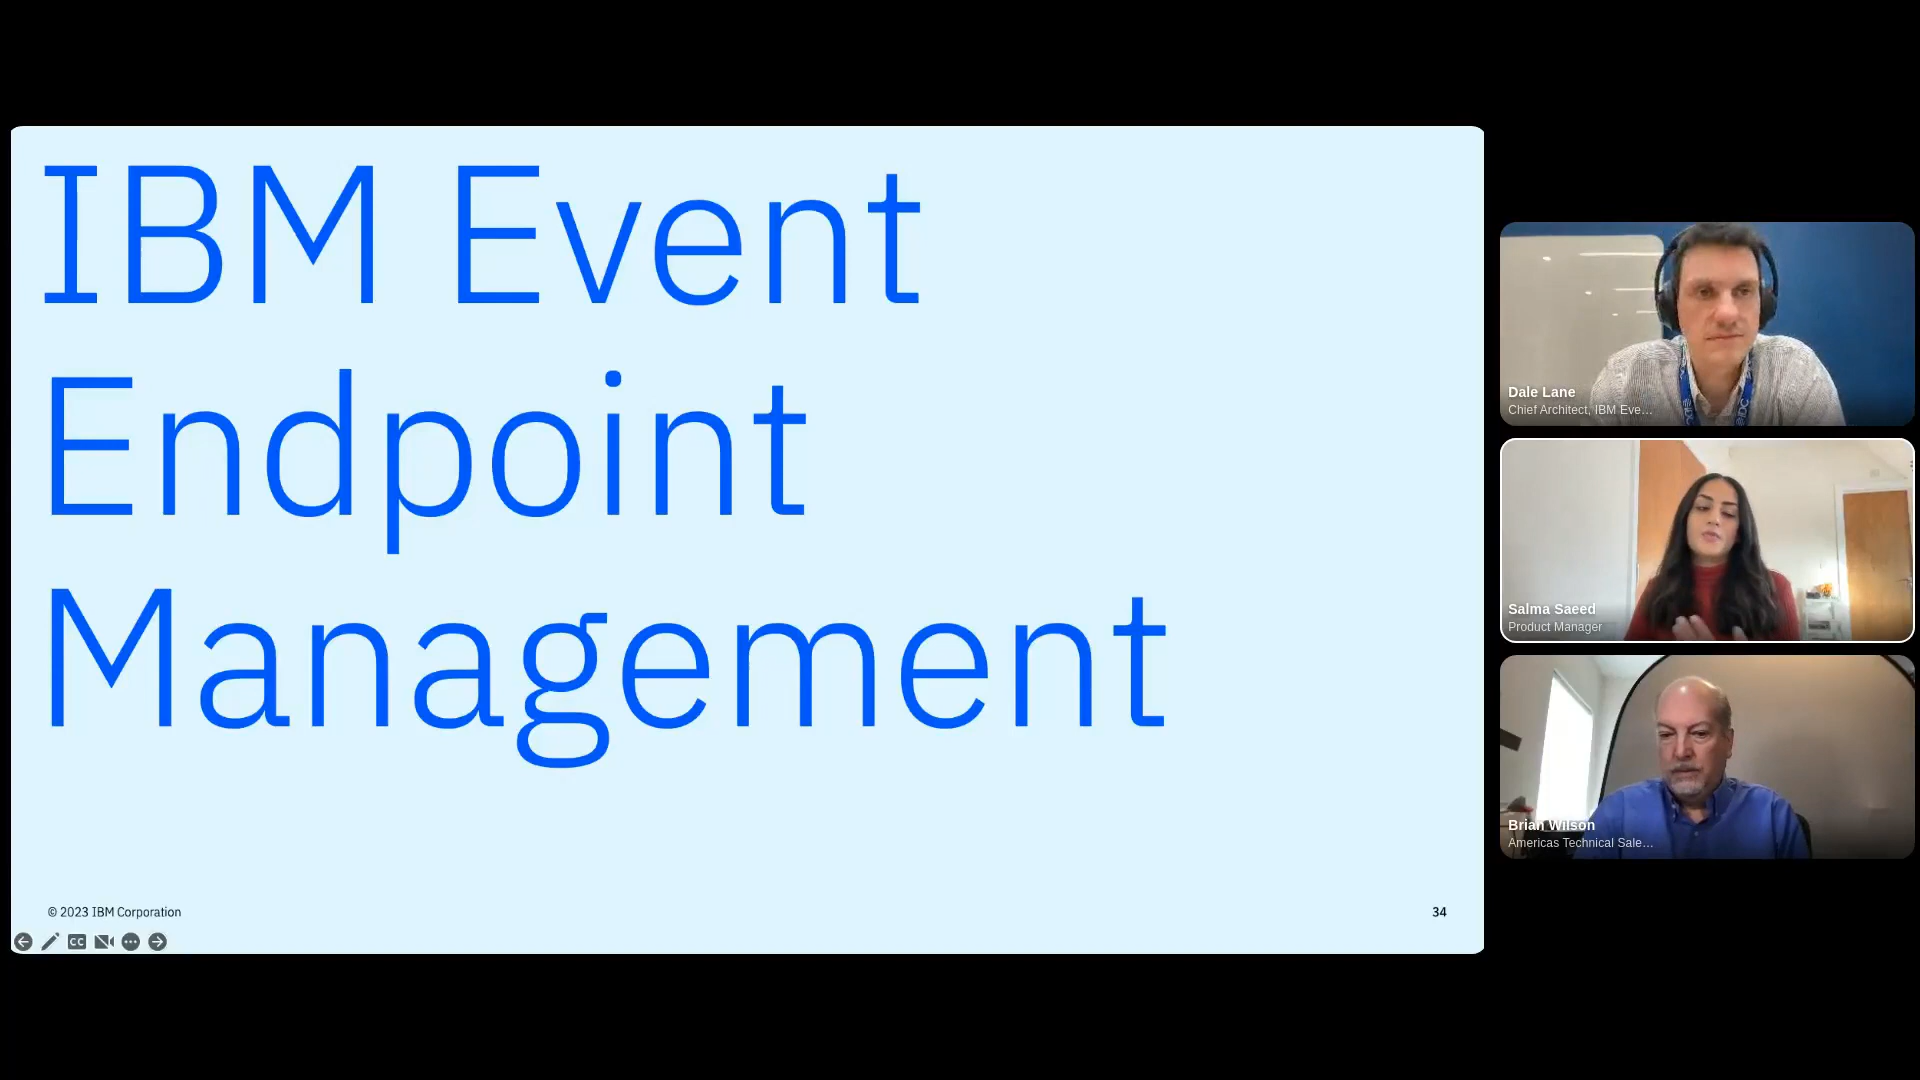 IBM Event
Endpoint
Management
© 2023 IBM Corporation
34
CC
Dale Lane
Chief Architect, IBM Eve...
Salma Saeed
Product Manager
Brian Wilson
Americas Technical Sale...